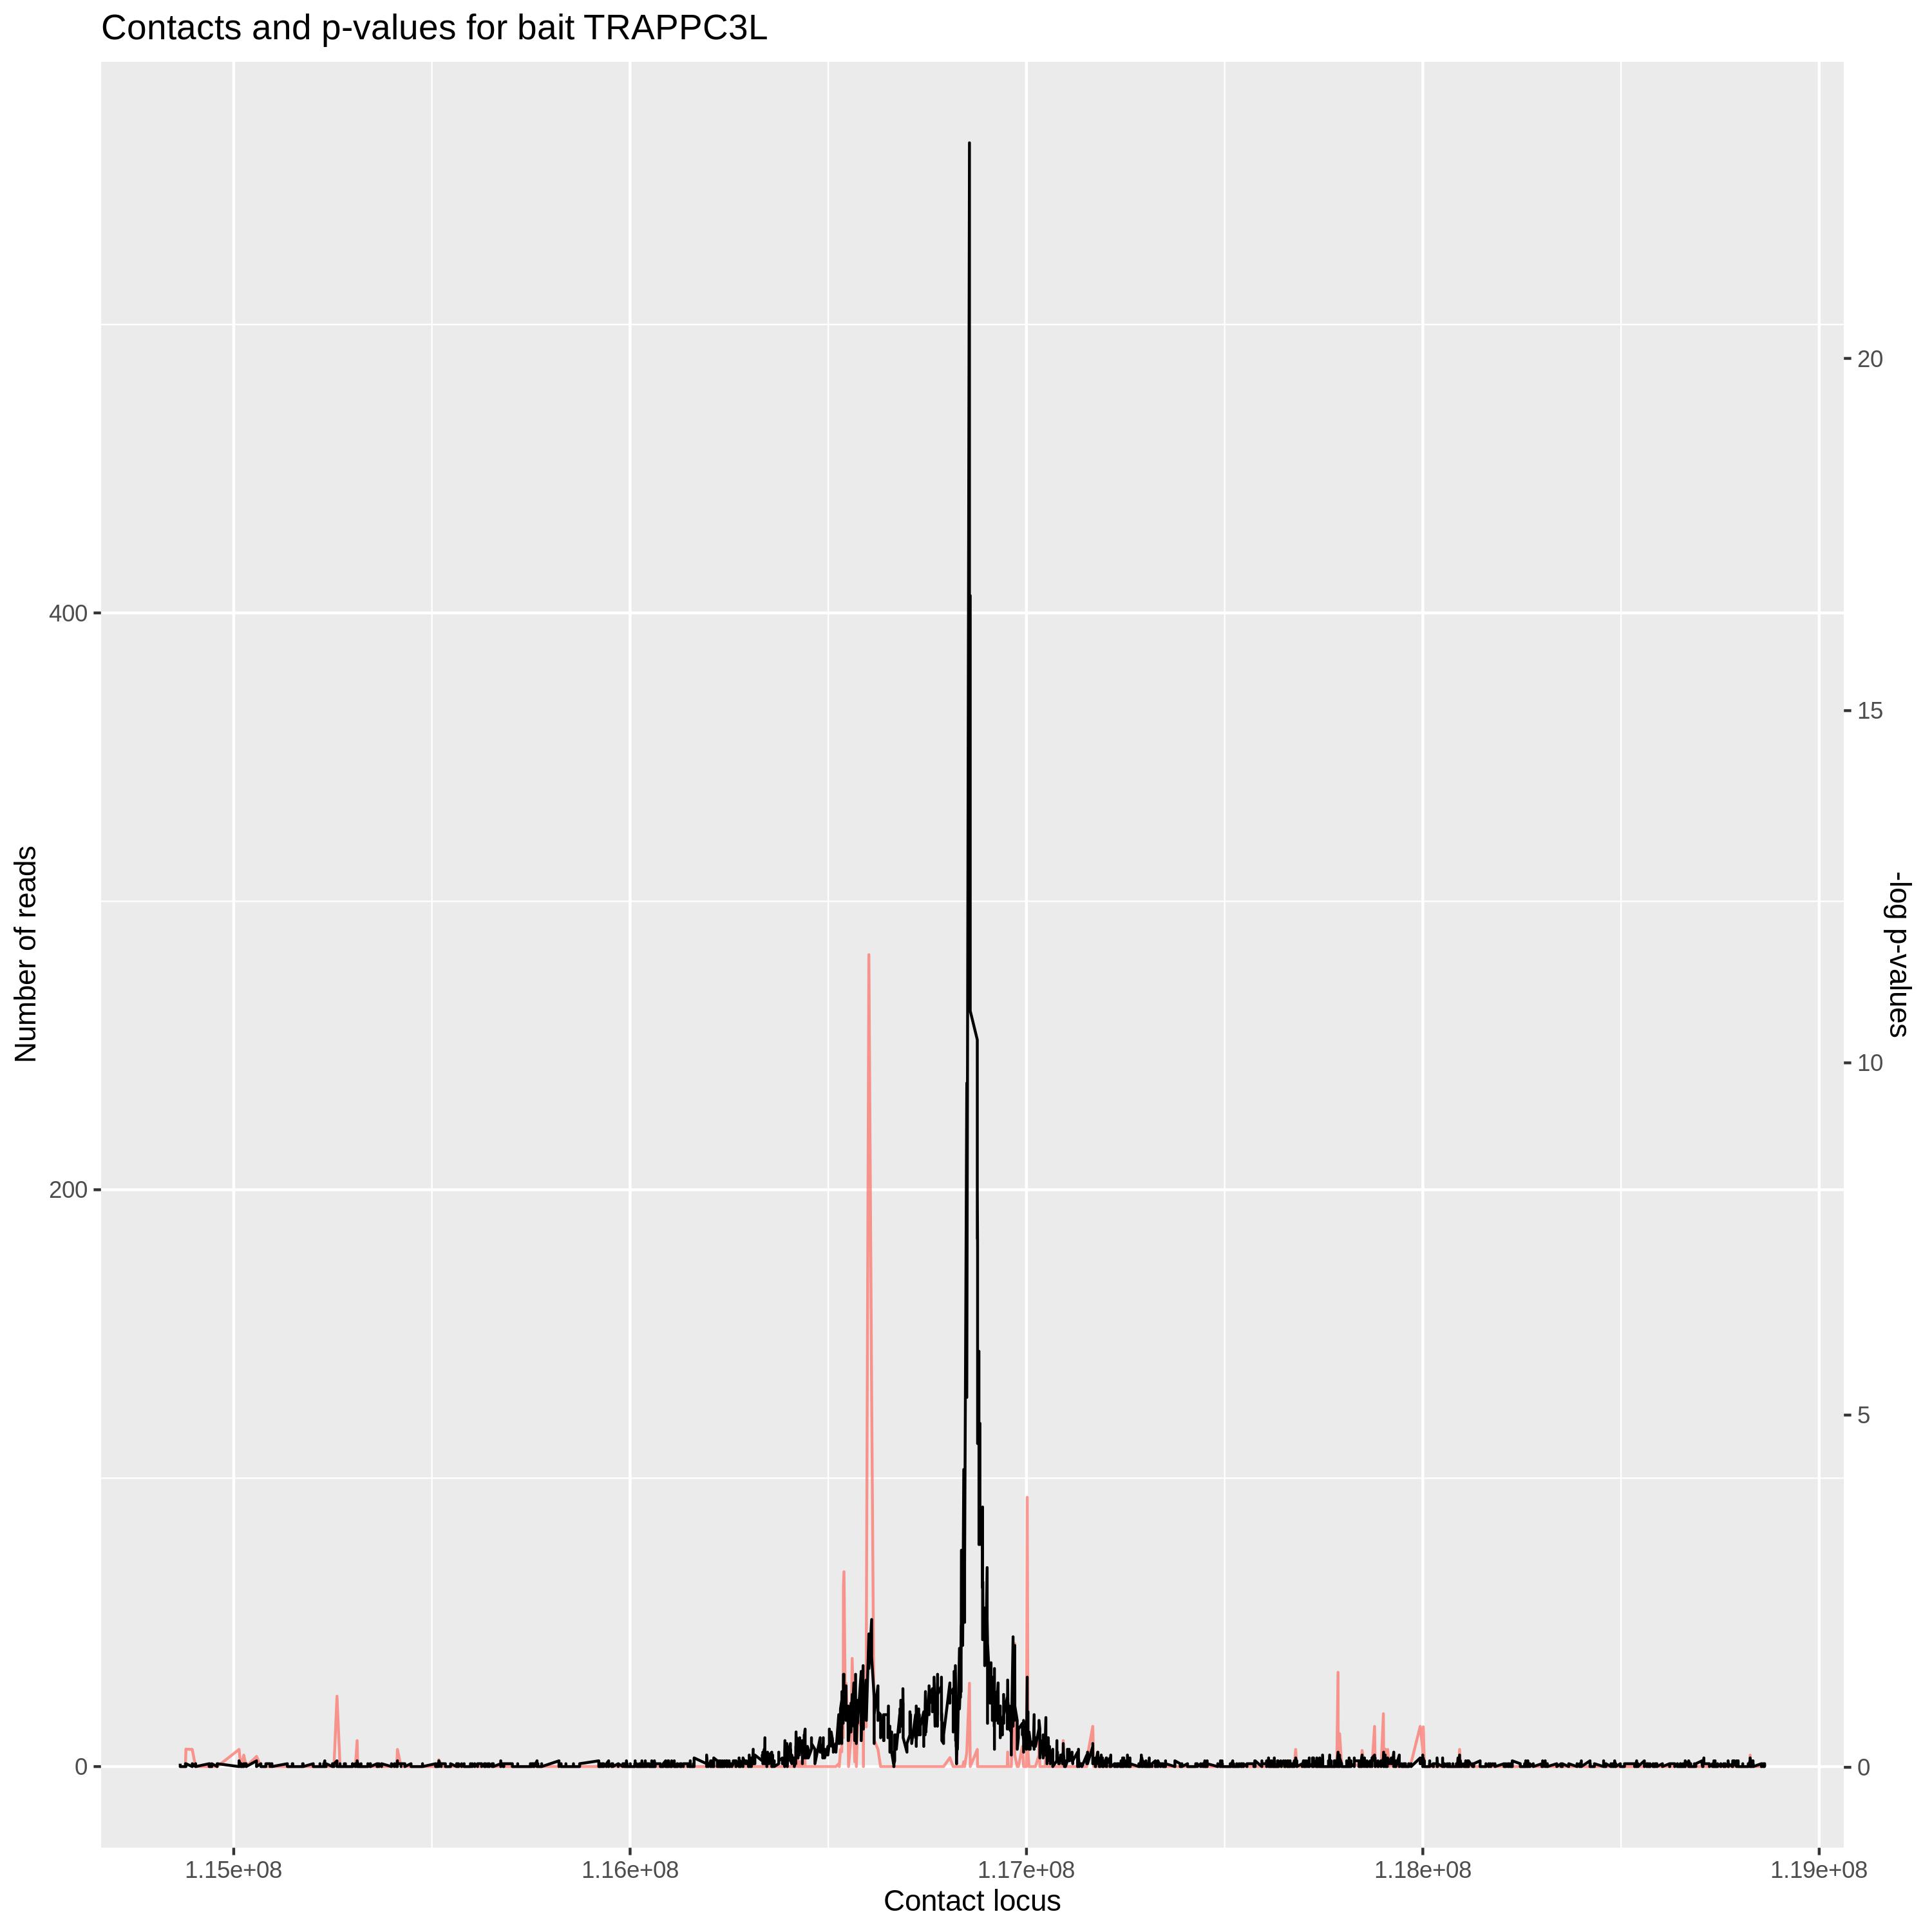 Contacts and p-values for bait TRAPPC3L
Number of reads
400
200
0
20
15
10
5
0
-log p-values
1.15e+08
1.16e+08
1.17e+08
1.18e+08
1.19e+08
Contact locus